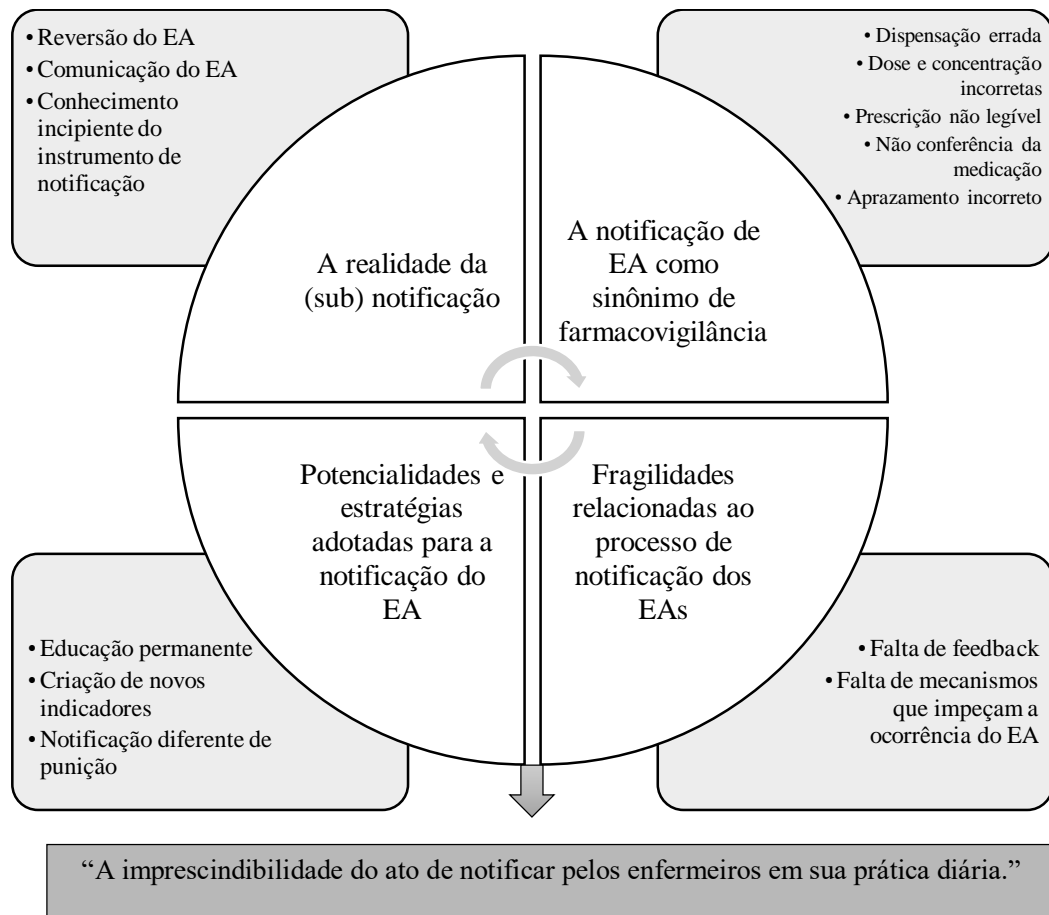 • Reversão do EA
• Comunicação do EA
• Conhecimento
incipiente do
instrumento de
notificação
• Dispensação errada
• Dose e concentração
incorretas
• Prescrição não legível
• Não conferência da
medicação
• Aprazamento incorreto
A realidade da
(sub) notificação
A notificação de
EA como
sinônimo de
farmacovigilância
Potencialidades e
estratégias
adotadas para a
notificação do
EA
Fragilidades
relacionadas ao
processo de
notificação dos
EAs
• Educação permanente
• Criação de novos
indicadores
• Notificação diferente de
punição
• Falta de feedback
• Falta de mecanismos
que impeçam a
ocorrência do EA
“A imprescindibilidade do ato de notificar pelos enfermeiros em sua prática diária.”